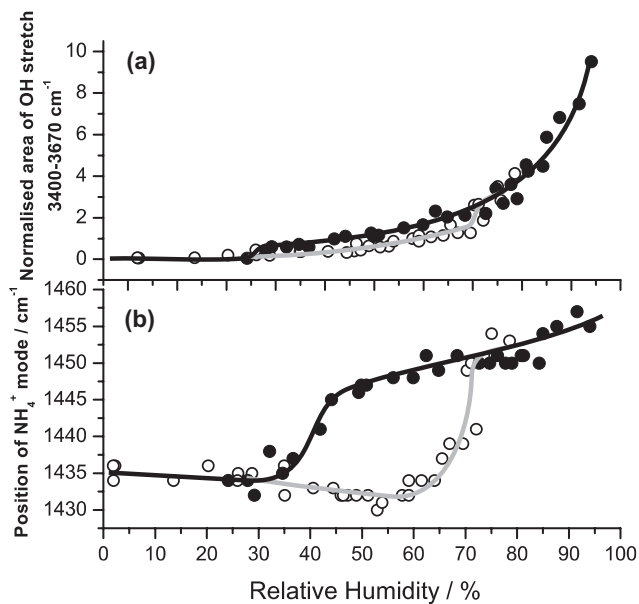 (a)
Normalised area of OH stretch
3400-3670 cm⁻¹
10
8
6
4
2
0
(b)
Position of NH₄⁺ mode / cm⁻¹
1460
1455
1450
1445
1440
1435
1430
0 10 20 30 40 50 60 70 80 90 100
Relative Humidity / %